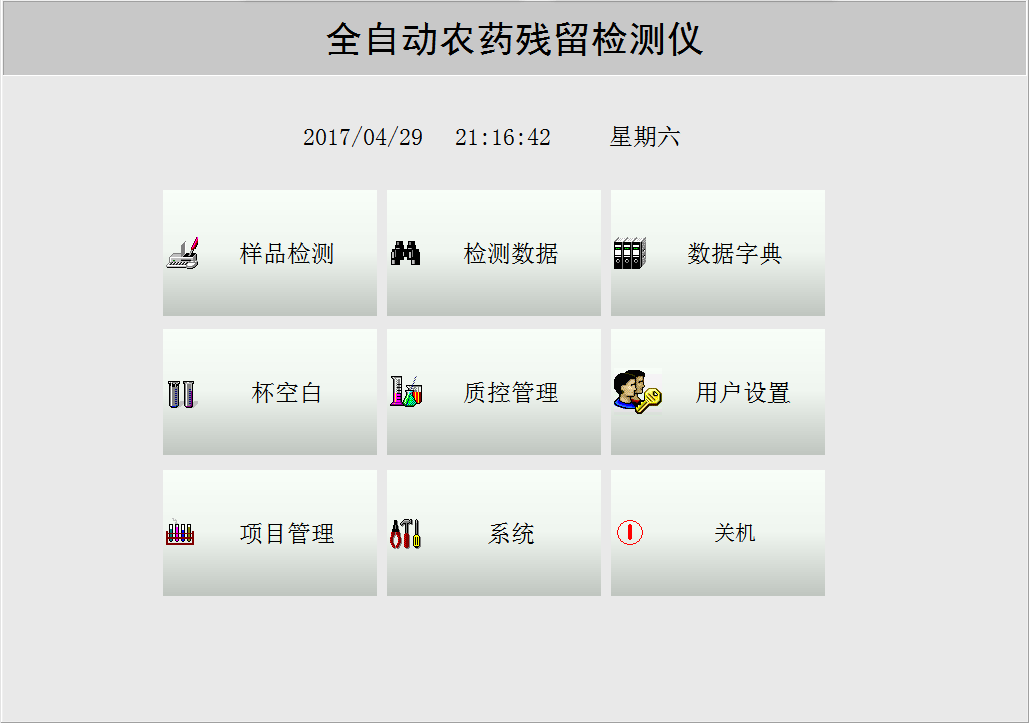 全自动农药残留检测仪
2017/04/29 21:16:42 星期六
样品检测 检测数据 数据字典
杯空白 质控管理 用户设置
项目管理 系统 关机